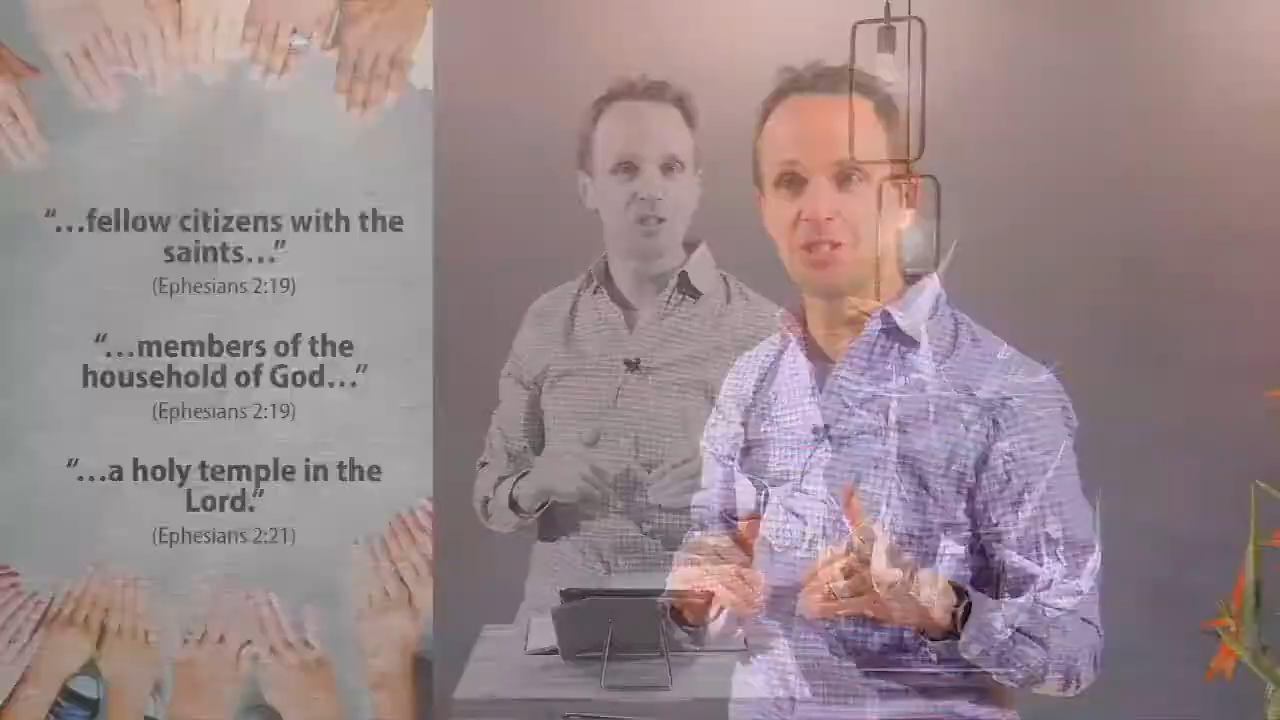 “…fellow citizens with the
saints…”
(Ephesians 2:19)
“…members of the
household of God…”
(Ephesians 2:19)
“…a holy temple in the
Lord.”
(Ephesians 2:21)